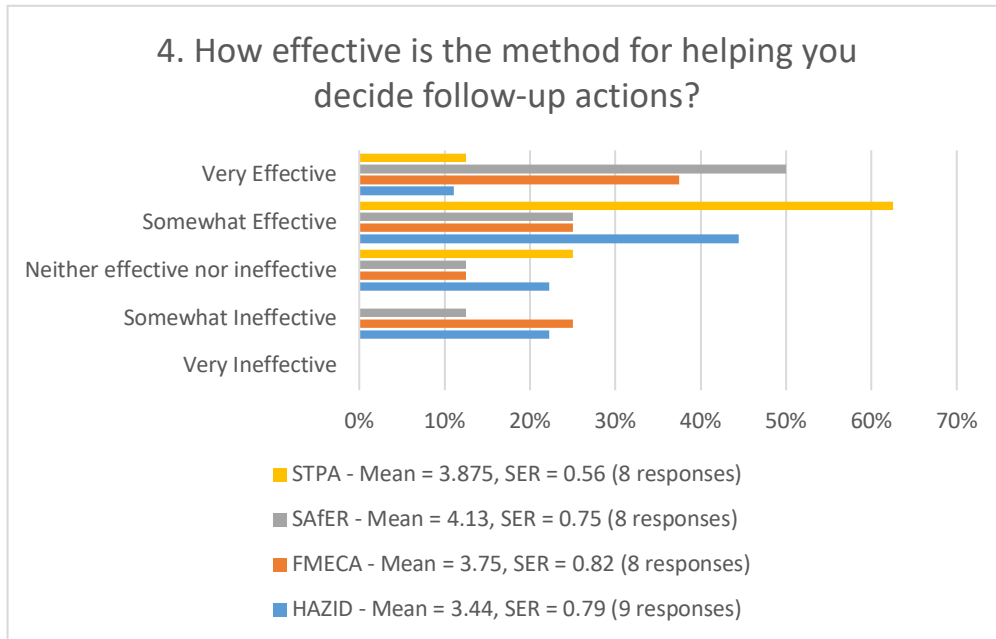 4. How effective is the method for helping you
decide follow-up actions?
Very Effective
Somewhat Effective
Neither effective nor ineffective
Somewhat Ineffective
Very Ineffective
0% 10% 20% 30% 40% 50% 60% 70%
STPA - Mean = 3.875, SER = 0.56 (8 responses)
SAfER - Mean = 4.13, SER = 0.75 (8 responses)
FMECA - Mean = 3.75, SER = 0.82 (8 responses)
HAZID - Mean = 3.44, SER = 0.79 (9 responses)